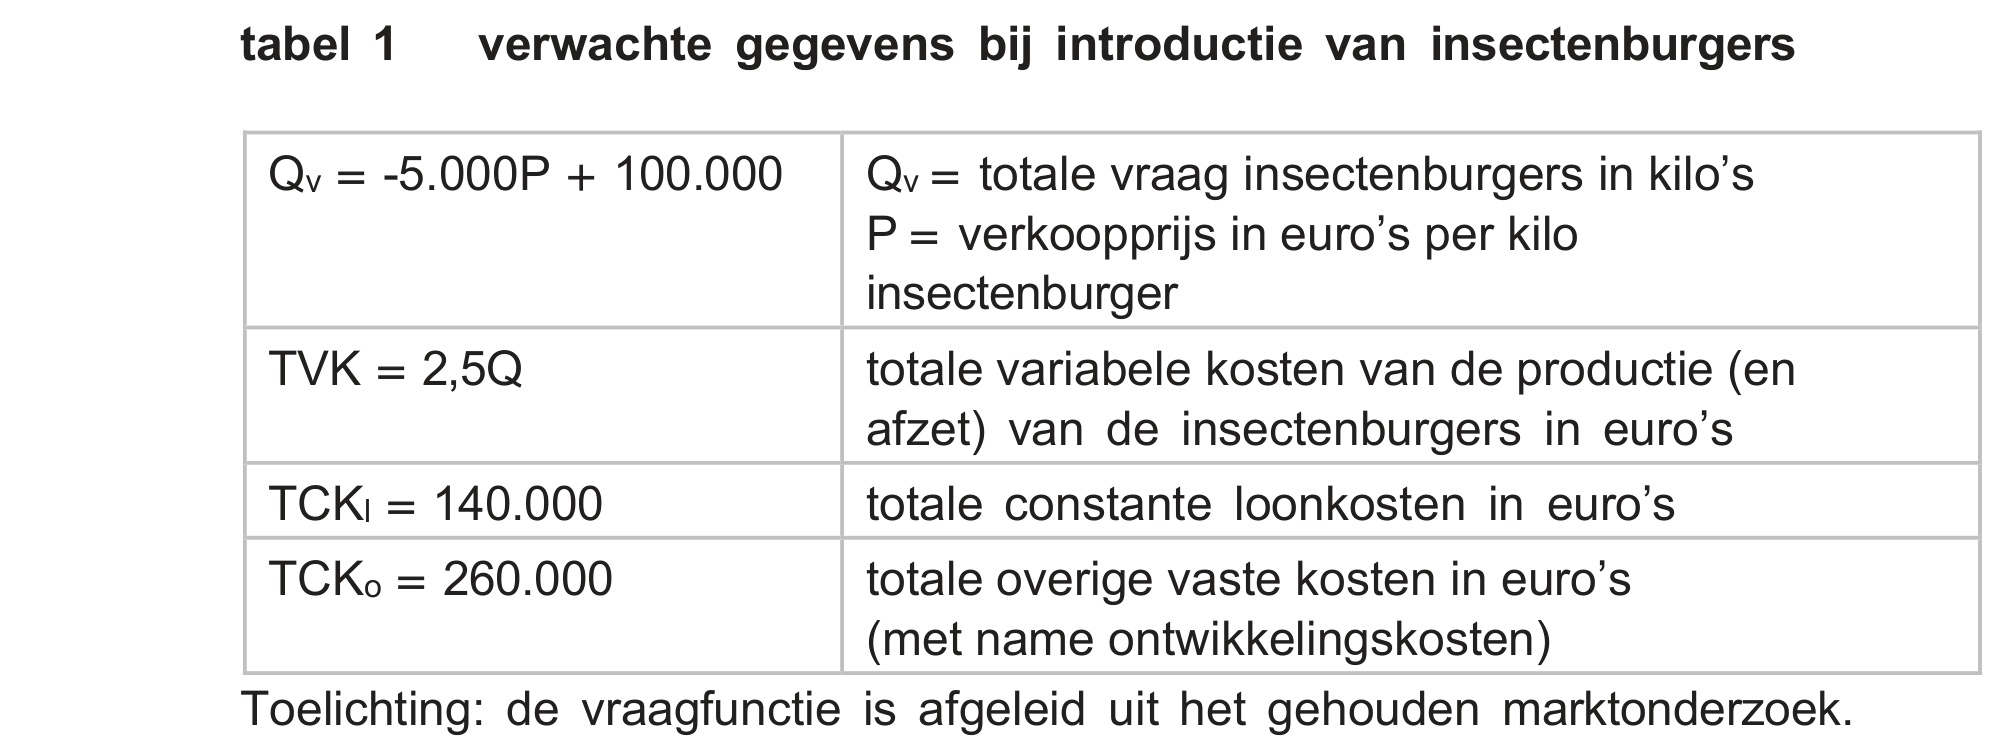 tabel 1 verwachte gegevens bij introductie van insectenburgers
Qv = -5.000P + 100.000
Qv = totale vraag insectenburgers in kilo’s
P = verkoopprijs in euro’s per kilo
insectenburger
TVK = 2,5Q
totale variabele kosten van de productie (en
afzet) van de insectenburgers in euro’s
TCKl = 140.000
totale constante loonkosten in euro’s
TCKo = 260.000
totale overige vaste kosten in euro’s
(met name ontwikkelingskosten)
Toelichting: de vraagfunctie is afgeleid uit het gehouden marktonderzoek.